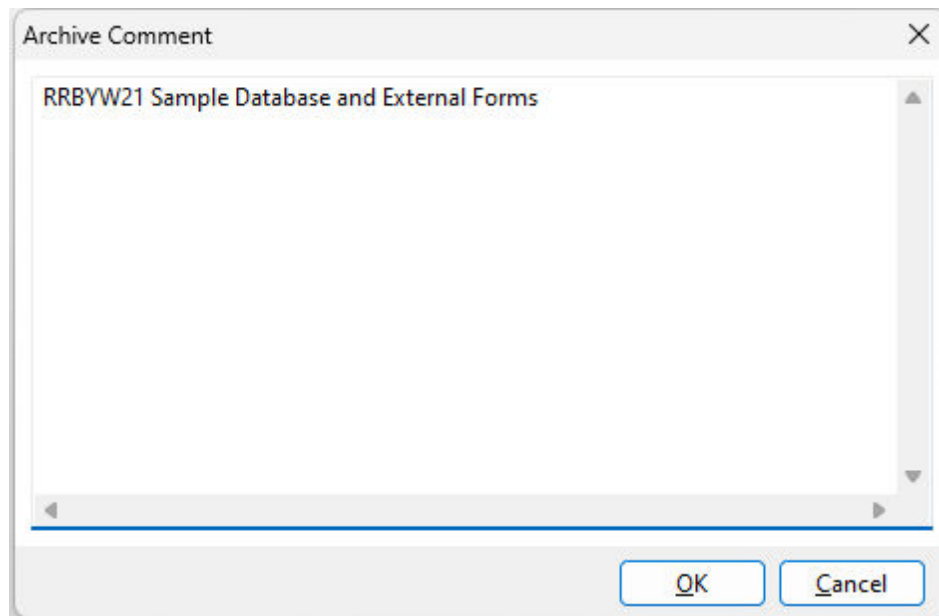 Archive Comment
RRBYW21 Sample Database and External Forms
OK
Cancel